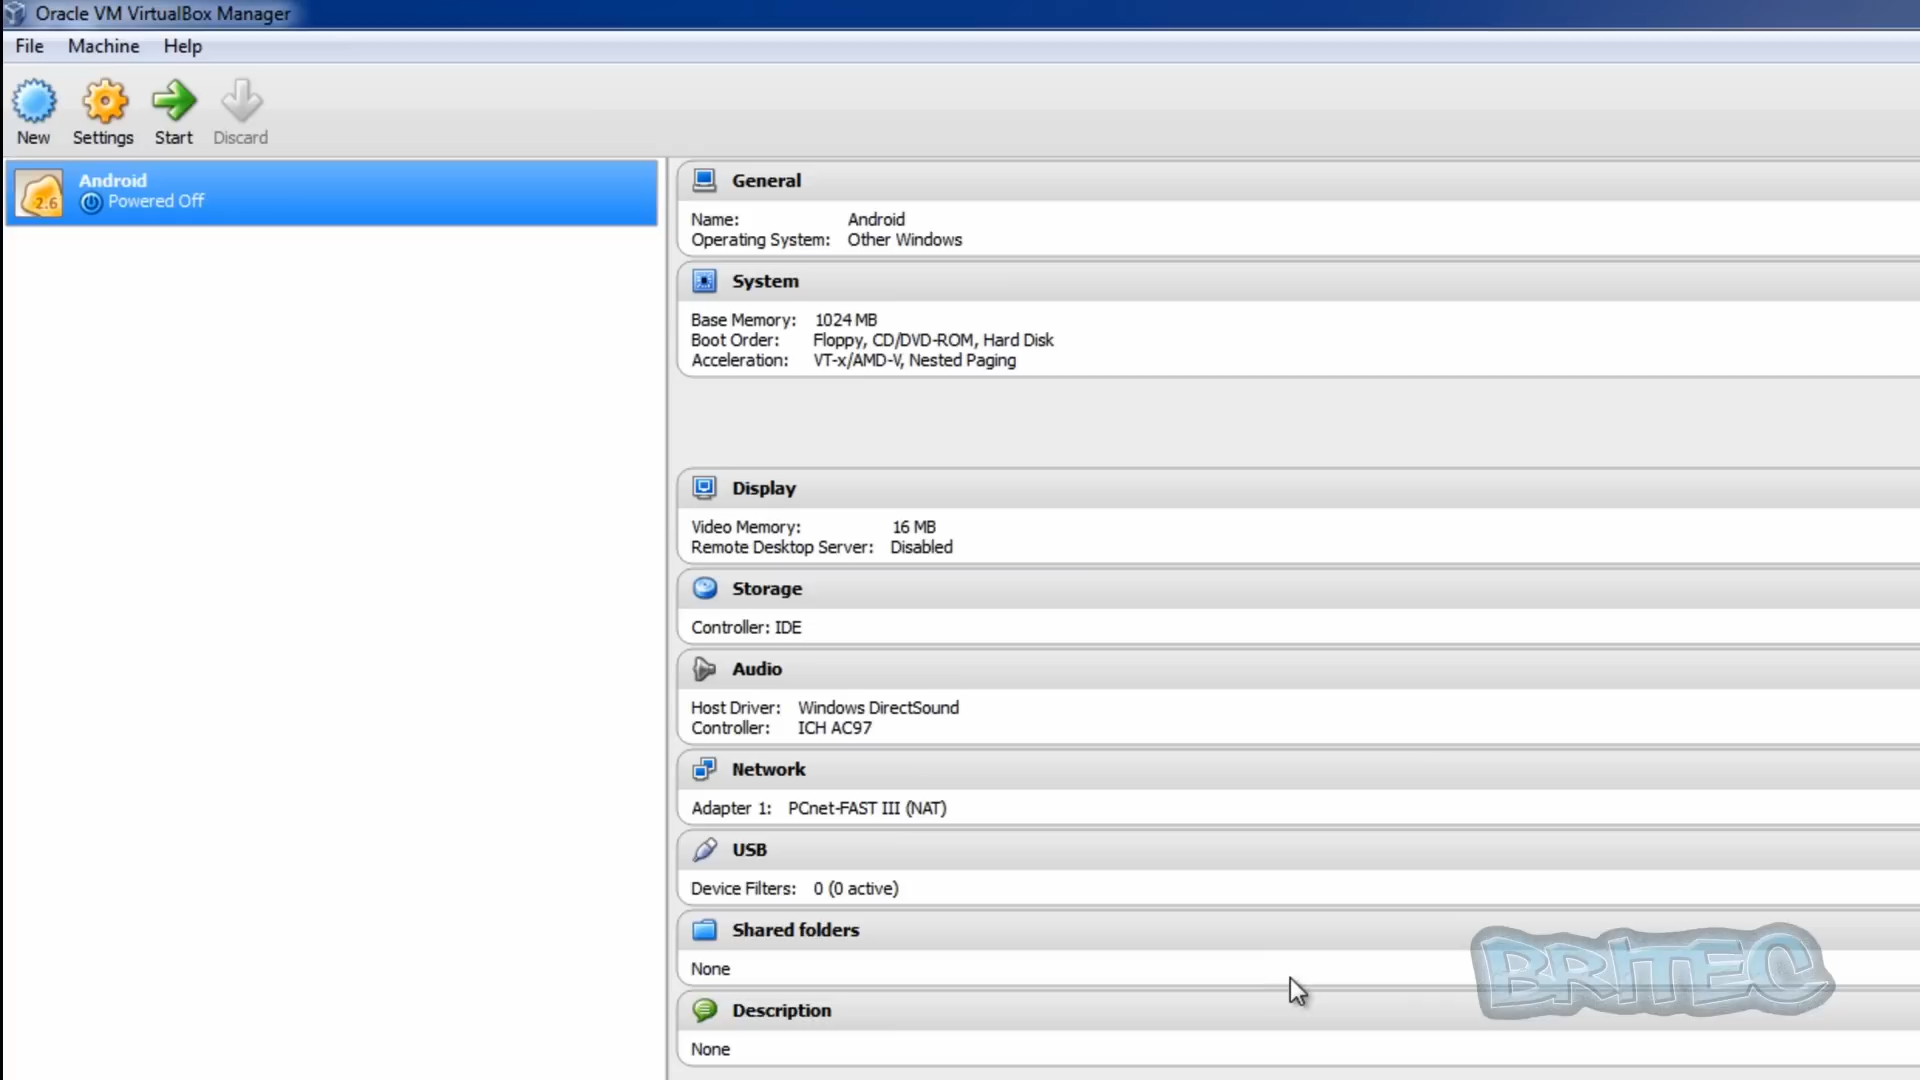 Oracle VM VirtualBox Manager
File Machine Help
New Settings Start Discard
2.6
Android
Powered Off
General
Name: Android
Operating System: Other Windows
System
Base Memory: 1024 MB
Boot Order: Floppy, CD/DVD-ROM, Hard Disk
Acceleration: VT-x/AMD-V, Nested Paging
Display
Video Memory: 16 MB
Remote Desktop Server: Disabled
Storage
Controller: IDE
Audio
Host Driver: Windows DirectSound
Controller: ICH AC97
Network
Adapter 1: PCnet-FAST III (NAT)
USB
Device Filters: 0 (0 active)
Shared folders
None
BRITEC
Description
None